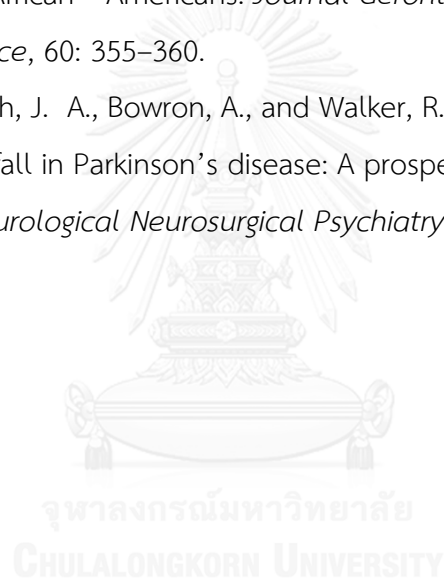 African – Americans. Journal Geront
ce, 60: 355–360.
h, J. A., Bowron, A., and Walker, R.
fall in Parkinson’s disease: A prospe
urological Neurosurgical Psychiatry
จุฬาลงกรณ์มหาวิทยาลัย
CHULALONGKORN UNIVERSITY